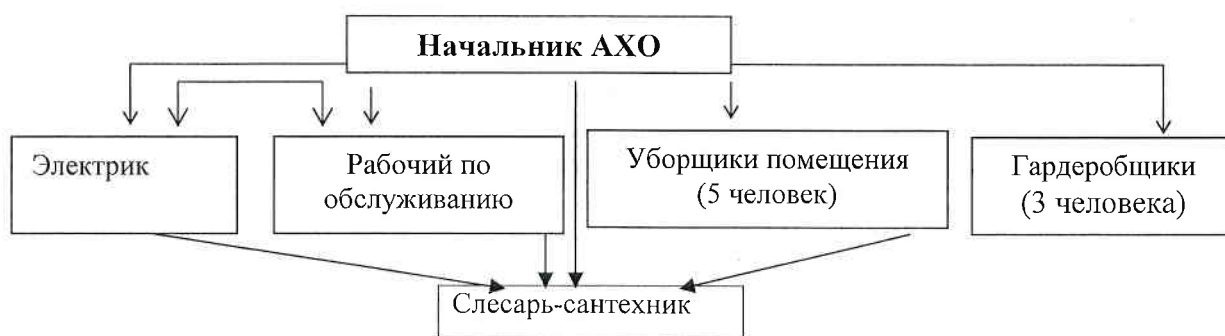 Начальник АХО
Электрик
Рабочий по
обслуживанию
Уборщики помещения
(5 человек)
Гардеробщики
(3 человека)
Слесарь-сантехник